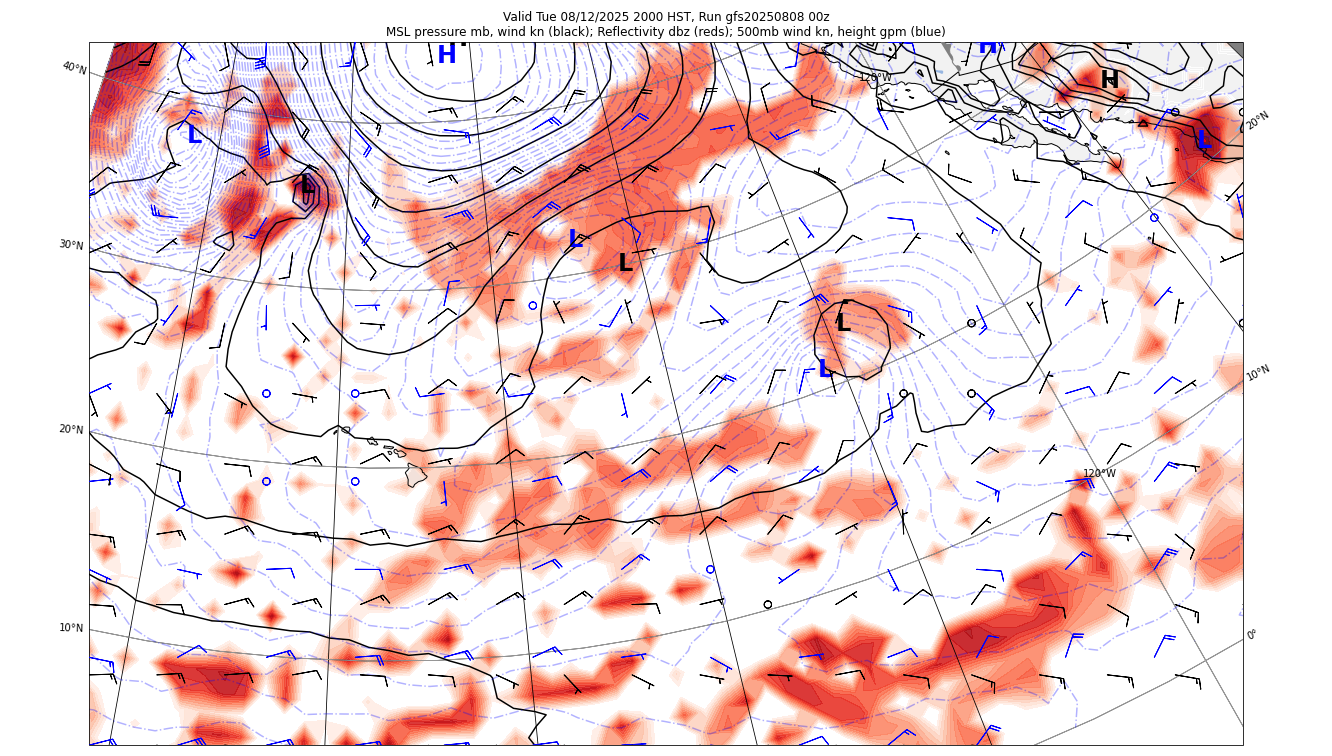 Valid Tue 08/12/2025 2000 HST, Run gfs20250808 00z
MSL pressure mb, wind kn (black); Reflectivity dbz (reds); 500mb wind kn, height gpm (blue)
H
H
40°N
120°W
H
20°N
L
L
L
30°N
L
L
L
L
10°N
20°N
120°W
10°N
0°